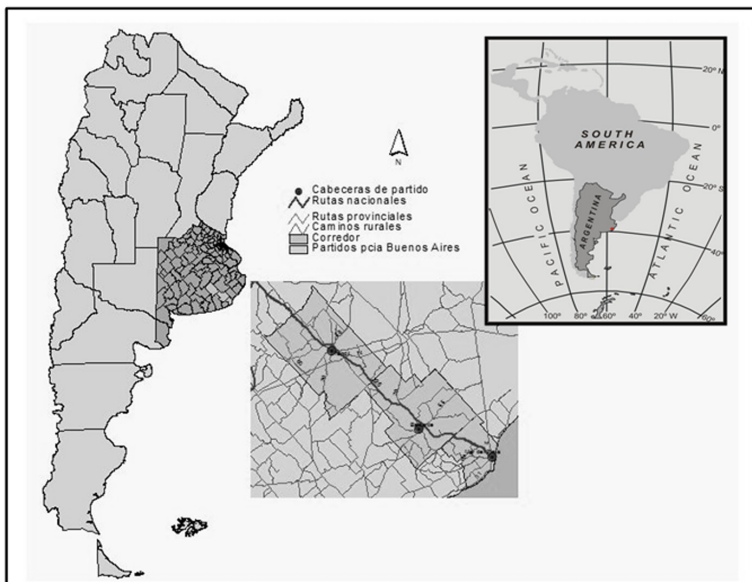 N
Cabeceras de partido
Rutas nacionales
Rutas provinciales
Caminos rurales
Corredor
Partidos pcia Buenos Aires
20° N
0°
20° S
SOUTH
AMERICA
ARGENTINA
PACIFIC OCEAN
ATLANTIC OCEAN
100°
80°
60°
40°
20° W
60°